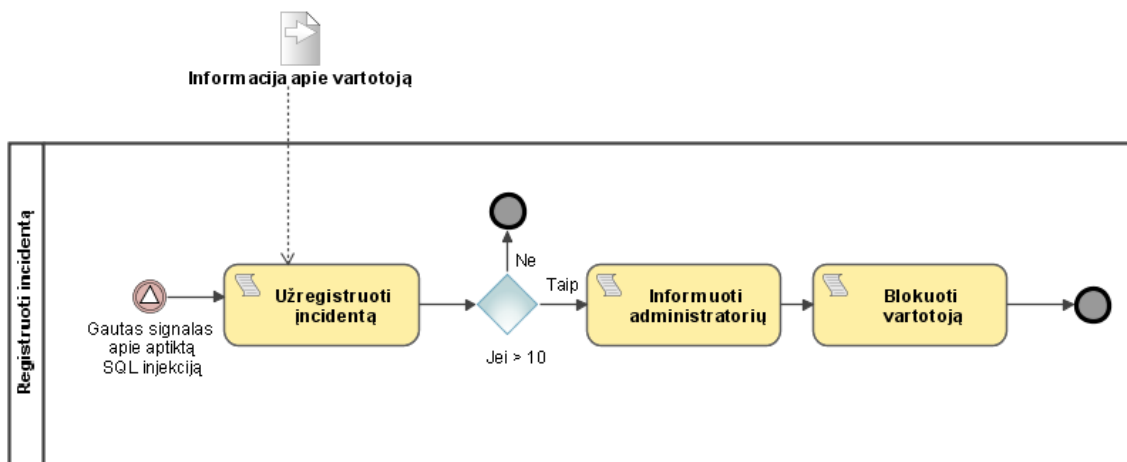 Informacija apie vartotoją
Registruoti incidentą
Ne
Taip
Užregistruoti
įncidentą
Informuoti
administratorių
Blokuoti
vartotoją
Gautas signalas
apie aptiktą
SQL injekciją
Jei > 10